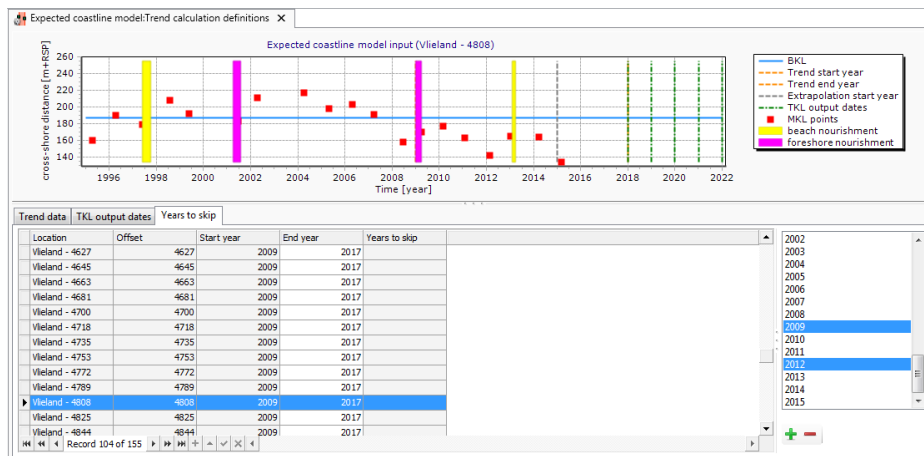 Expected coastline model:Trend calculation definitions
Expected coastline model input (Vlieland - 4808)
cross-shore distance [m+RSP]
260
240
220
200
180
160
140
1996 1998 2000 2002 2004 2006 2008 2010 2012 2014 2016 2018 2020 2022
Time [year]
BKL
Trend start year
Trend end year
Extrapolation start year
TKL output dates
MKL points
beach nourishment
foreshore nourishment
Trend data TKL output dates Years to skip
Location Offset Start year End year Years to skip
Vlieland - 4627 4627 2009 2017
Vlieland - 4645 4645 2009 2017
Vlieland - 4663 4663 2009 2017
Vlieland - 4681 4681 2009 2017
Vlieland - 4700 4700 2009 2017
Vlieland - 4718 4718 2009 2017
Vlieland - 4735 4735 2009 2017
Vlieland - 4753 4753 2009 2017
Vlieland - 4772 4772 2009 2017
Vlieland - 4789 4789 2009 2017
Vlieland - 4808 4808 2009 2017
Vlieland - 4825 4825 2009 2017
Vlieland - 4844 4844 2009 2017
Record 104 of 155
2002
2003
2004
2005
2006
2007
2008
2009
2010
2011
2012
2013
2014
2015